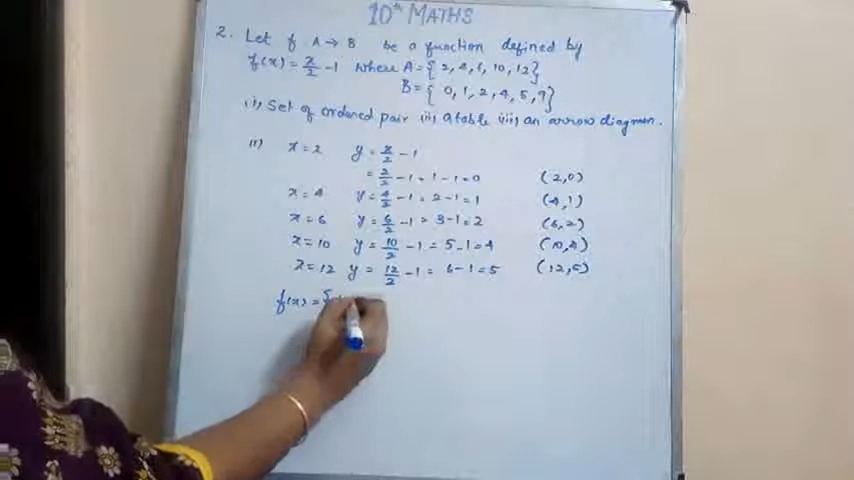 10th MATHS
2. Let f A → B be a function defined by
f(x) = x/2 - 1 where A = {2, 4, 6, 10, 12}
B = {0, 1, 2, 4, 5, 9}
i) Set of ordered pair ii) a table iii) an arrow diagram.
x = 2 y = x/2 - 1
= 2/2 - 1 = 1 - 1 = 0 (2,0)
x = 4 y = 4/2 - 1 = 2 - 1 = 1 (4,1)
x = 6 y = 6/2 - 1 = 3 - 1 = 2 (6,2)
x = 10 y = 10/2 - 1 = 5 - 1 = 4 (10,4)
x = 12 y = 12/2 - 1 = 6 - 1 = 5 (12,5)
f(x) = {